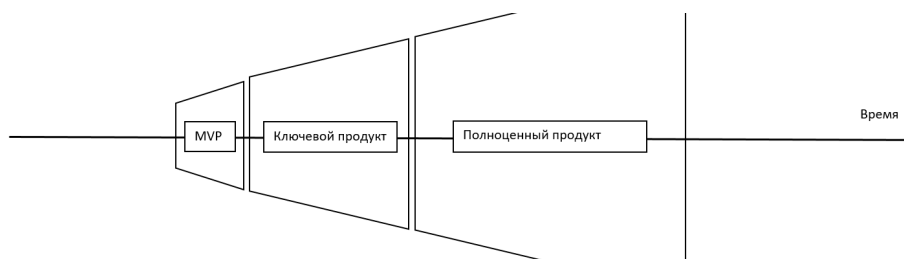 Время
MVP
Ключевой продукт
Полноценный продукт